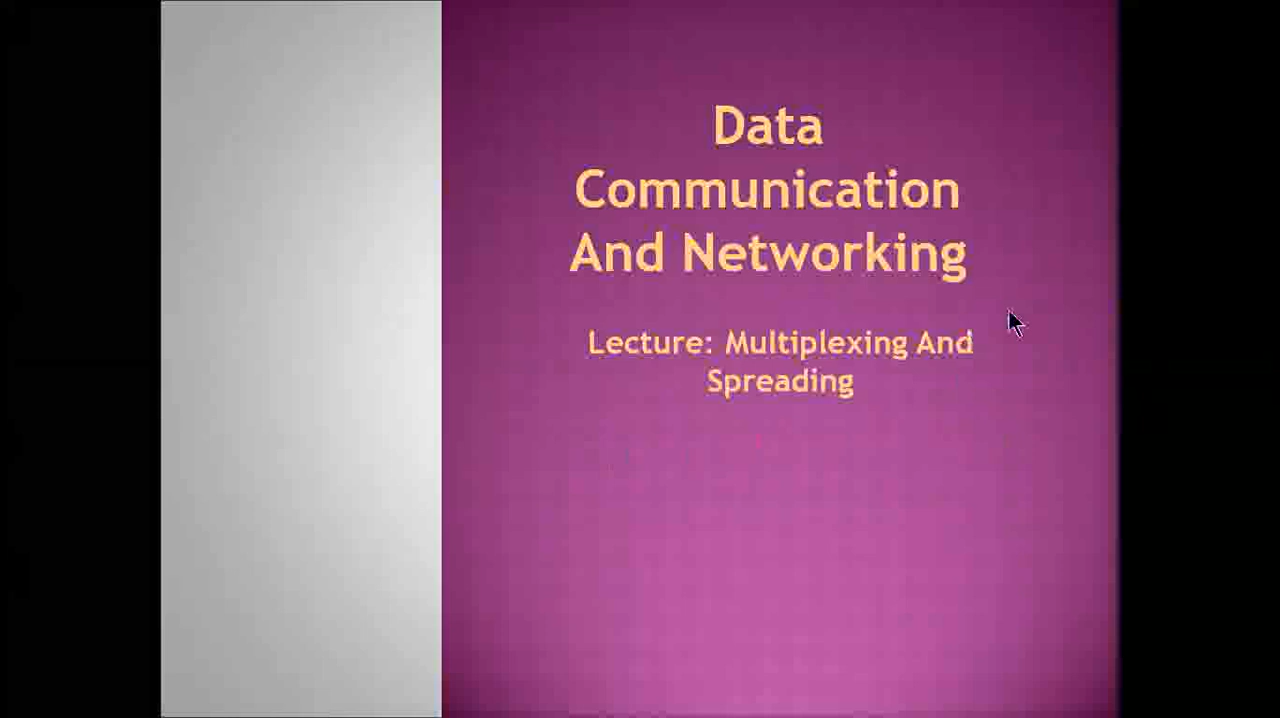 Data
Communication
And Networking
Lecture: Multiplexing And
Spreading